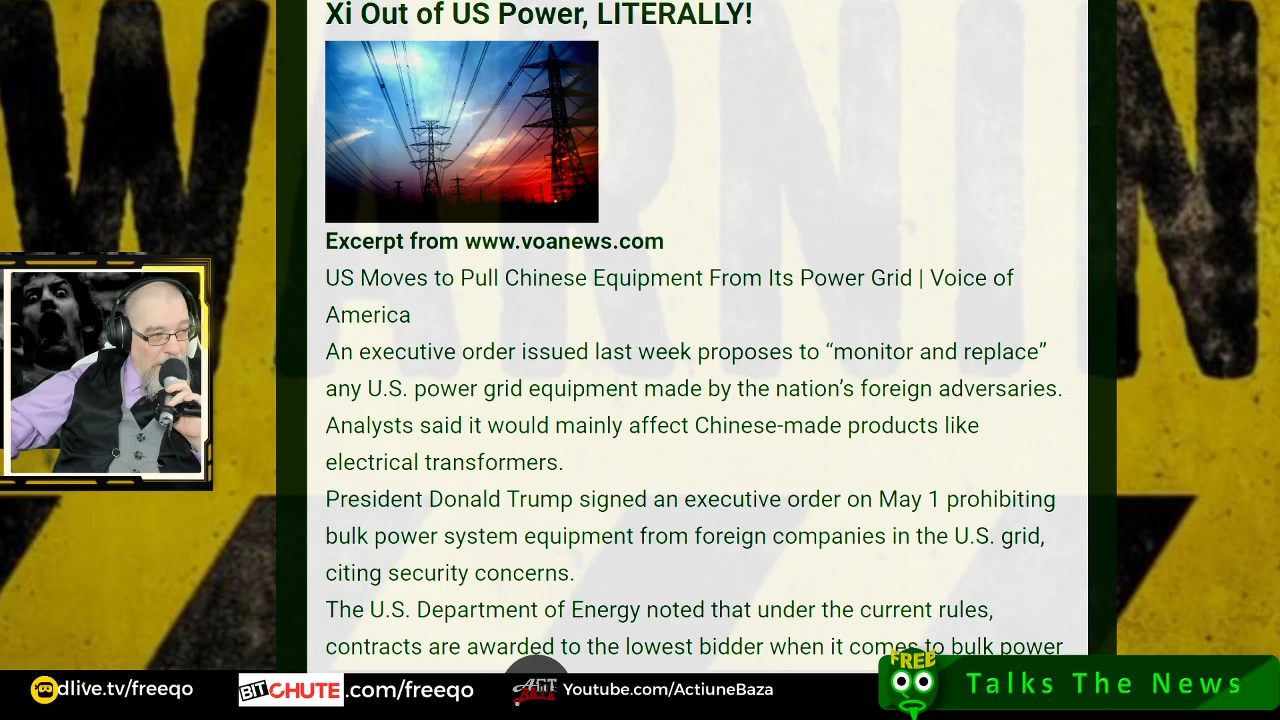 Xi Out of US Power, LITERALLY!
Excerpt from www.voanews.com
US Moves to Pull Chinese Equipment From Its Power Grid | Voice of
America
An executive order issued last week proposes to “monitor and replace”
any U.S. power grid equipment made by the nation’s foreign adversaries.
Analysts said it would mainly affect Chinese-made products like
electrical transformers.
President Donald Trump signed an executive order on May 1 prohibiting
bulk power system equipment from foreign companies in the U.S. grid,
citing security concerns.
The U.S. Department of Energy noted that under the current rules,
contracts are awarded to the lowest bidder when it comes to bulk power
dlive.tv/freeqo
BITCHUTE.com/freeqo
Youtube.com/ActiuneBaza
FREE
Talks The News